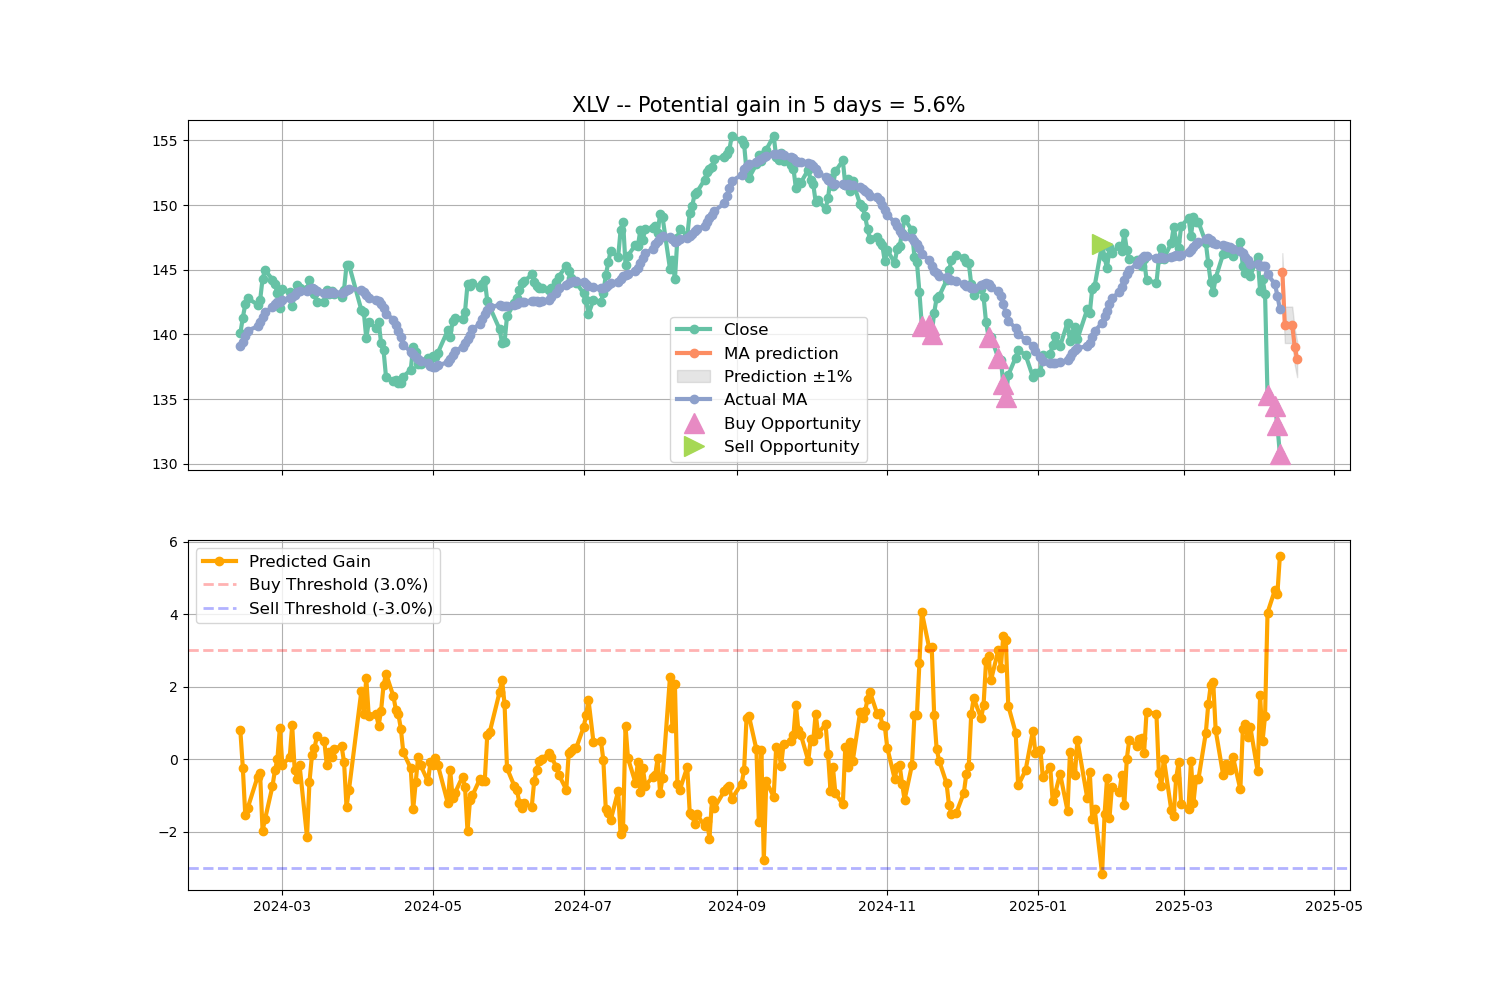 XLV -- Potential gain in 5 days = 5.6%
155
150
145
140
135
130
Close
MA prediction
Prediction ±1%
Actual MA
Buy Opportunity
Sell Opportunity
6
4
2
0
−2
Predicted Gain
Buy Threshold (3.0%)
Sell Threshold (-3.0%)
2024-03
2024-05
2024-07
2024-09
2024-11
2025-01
2025-03
2025-05